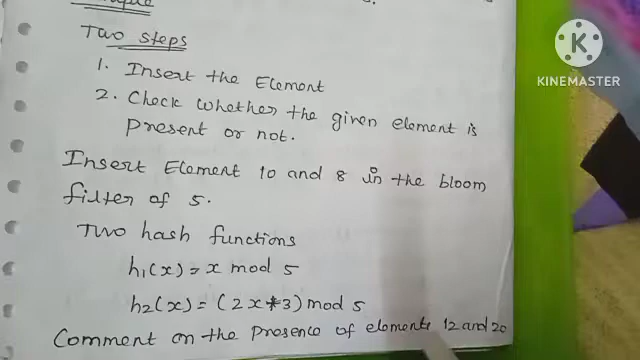 Two steps
1. Insert the Element
2. Check whether the given element is
present or not.
Insert Element 10 and 8 in the bloom
filter of 5.
Two hash functions
h₁(x) = x mod 5
h₂(x) = (2x*3) mod 5
Comment on the presence of elements 12 and 20
KINEMASTER